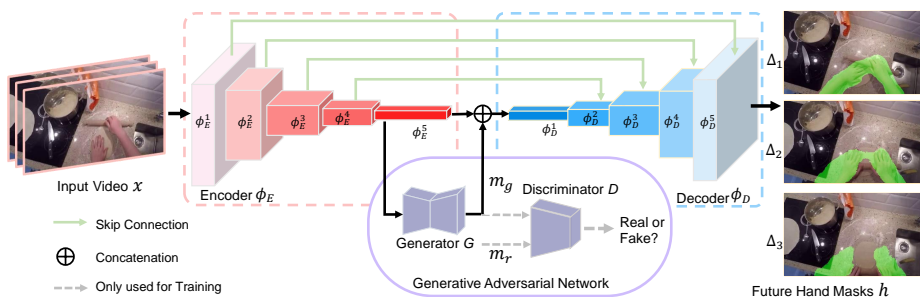 Input Video x
ϕ_E^1
ϕ_E^2
ϕ_E^3
ϕ_E^4
ϕ_E^5
Encoder ϕ_E
ϕ_D^1
ϕ_D^2
ϕ_D^3
ϕ_D^4
ϕ_D^5
Decoder ϕ_D
Δ_1
Δ_2
Δ_3
Future Hand Masks h
Skip Connection
Concatenation
Only used for Training
Generator G
m_g
m_r
Discriminator D
Real or
Fake?
Generative Adversarial Network